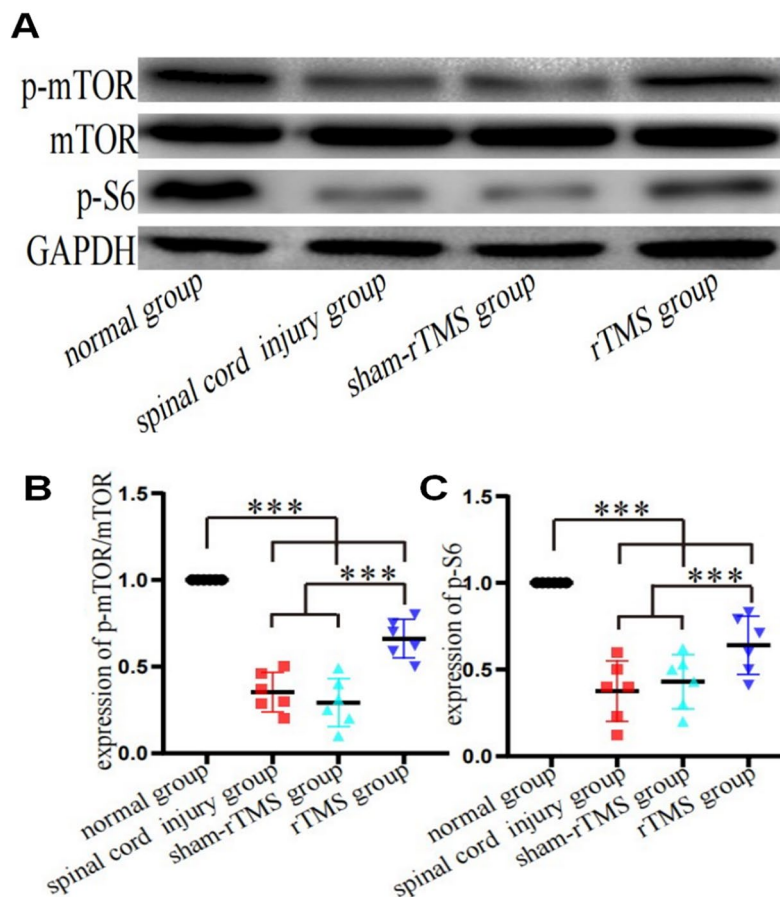 A
p-mTOR
mTOR
p-S6
GAPDH
normal group
spinal cord injury group
sham-rTMS group
rTMS group
B
expression of p-mTOR/mTOR
1.5
1.0
0.5
0.0
***
***
normal group
spinal cord injury group
sham-rTMS group
rTMS group
C
expression of p-S6
1.5
1.0
0.5
0.0
***
***
normal group
spinal cord injury group
sham-rTMS group
rTMS group